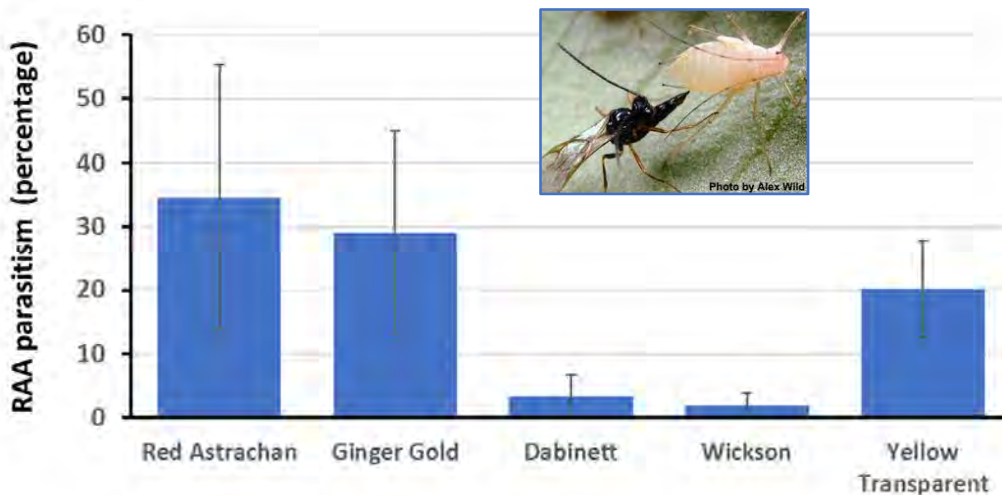 RAA parasitism (percentage)
60
50
40
30
20
10
0
Photo by Alex Wild
Red Astrachan
Ginger Gold
Dabinett
Wickson
Yellow
Transparent